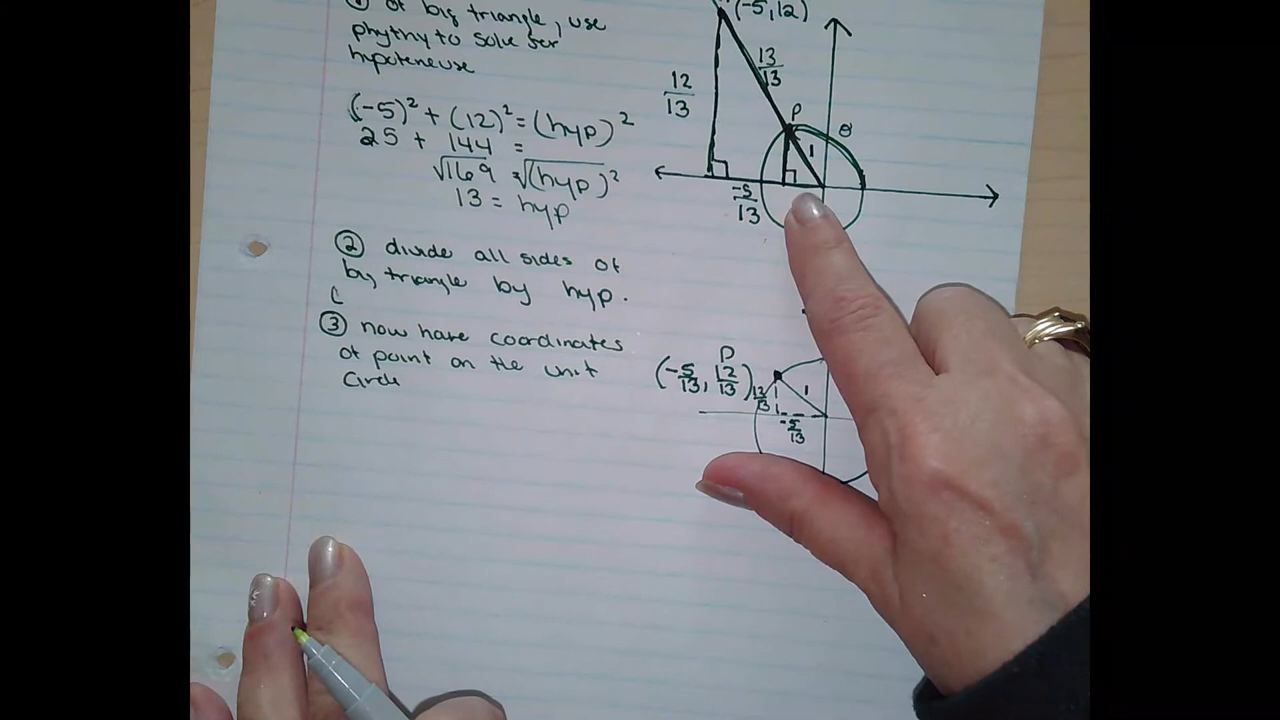 ① of big triangle, use
phythy to solve for
hypoteneuse
(-5)² + (12)² = (hyp)²
25 + 144 =
√169 √(hyp)²
13 = hyp
② divide all sides of
big triangle by hyp.
(
③ now have coordinates
of point on the unit
Circle
(-5,12)
13/13
12/13
P
θ
1
-5/13
P
(-5/13, 12/13)
12/13
1
-5/13